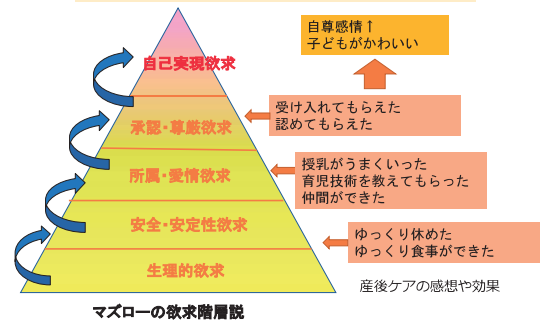 自尊感情↑
子どもがかわいい
自己実現欲求
受け入れてもらえた
認めてもらえた
承認・尊厳欲求
授乳がうまくいった
育児技術を教えてもらった
仲間ができた
所属・愛情欲求
安全・安定性欲求
ゆっくり休めた
ゆっくり食事ができた
生理的欲求
産後ケアの感想や効果
マズローの欲求階層説